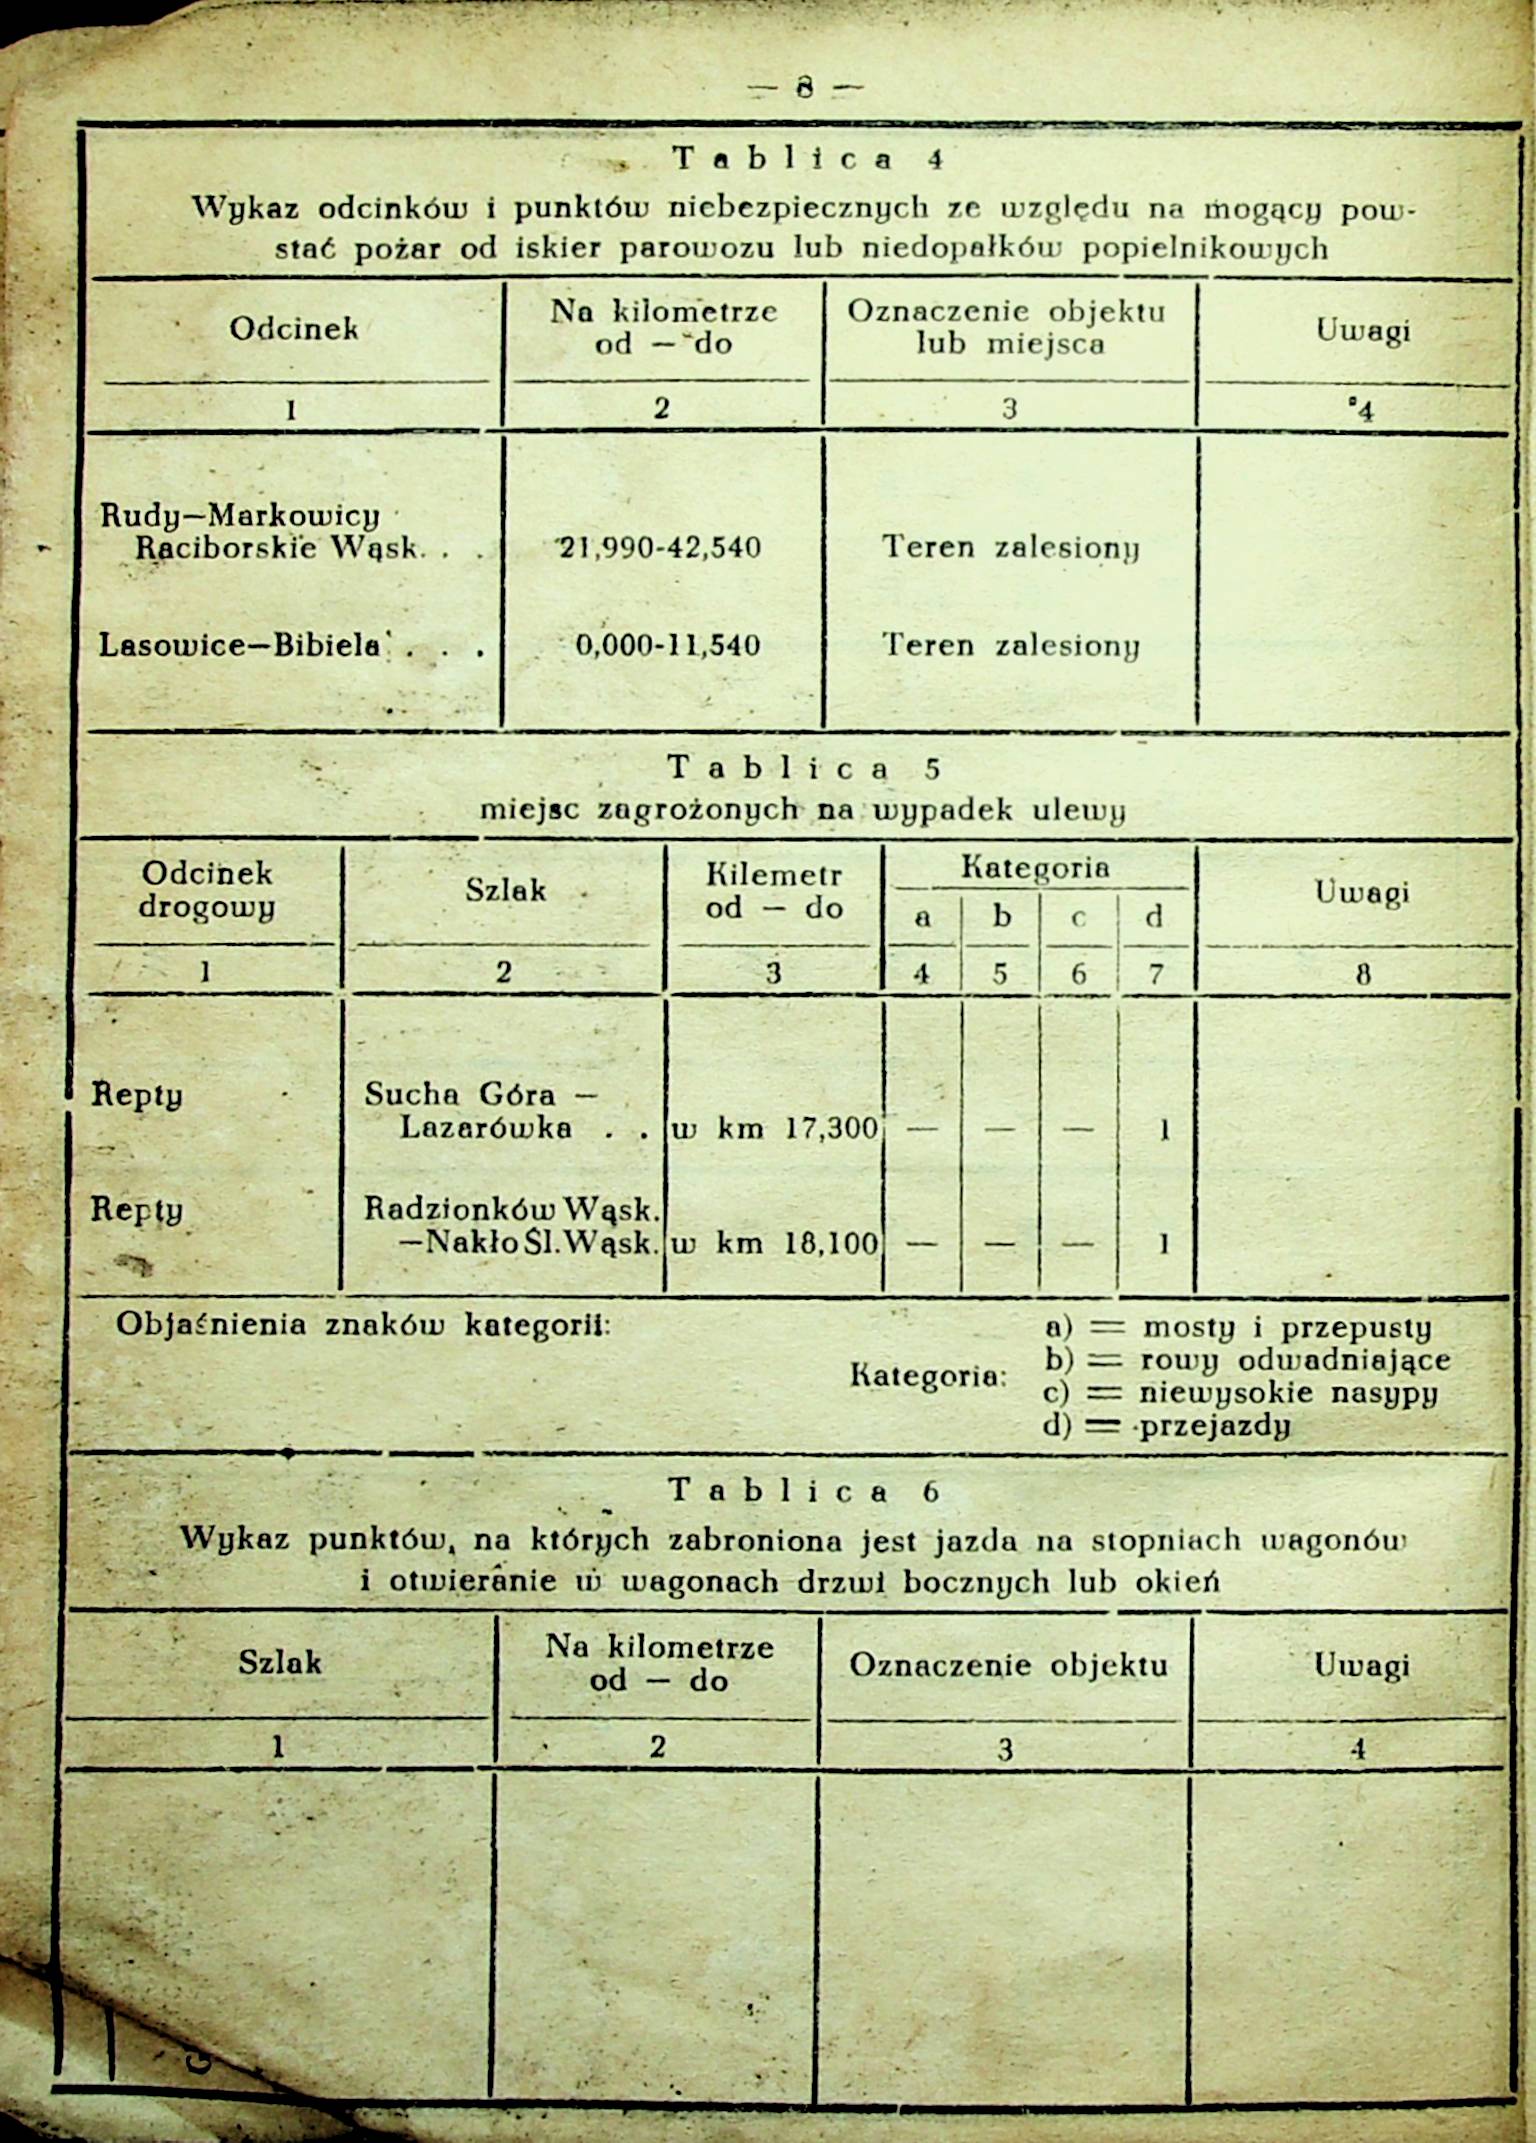 — 8 —
Tablica 4
Wykaz odcinków i punktów niebezpiecznych ze względu na mogący pow-
stać pożar od iskier parowozu lub niedopałków popielnikowych
Odcinek
Na kilometrze
od — do
Oznaczenie objektu
lub miejsca
Uwagi
1 2 3 4
Rudy—Markowicy
Raciborskie Wąsk. . . 21,990-42,540 Teren zalesiony
Lasowice—Bibiela . . . 0,000-11,540 Teren zalesiony
Tablica 5
miejsc zagrożonych na wypadek ulewy
Odcinek
drogowy
Szlak
Kilemetr
od — do
Kategoria
a b c d
Uwagi
1 2 3 4 5 6 7 8
Repty Sucha Góra —
Lazarówka . . w km 17,300 — — — 1
Repty Radzionków Wąsk.
—Nakło Śl. Wąsk. w km 18,100 — — — 1
Objaśnienia znaków kategorii:
Kategoria:
a) = mosty i przepusty
b) = rowy odwadniające
c) = niewysokie nasypy
d) = przejazdy
Tablica 6
Wykaz punktów, na których zabroniona jest jazda na stopniach wagonów
i otwieranie w wagonach drzwi bocznych lub okień
Szlak
Na kilometrze
od — do
Oznaczenie objektu
Uwagi
1 2 3 4
G